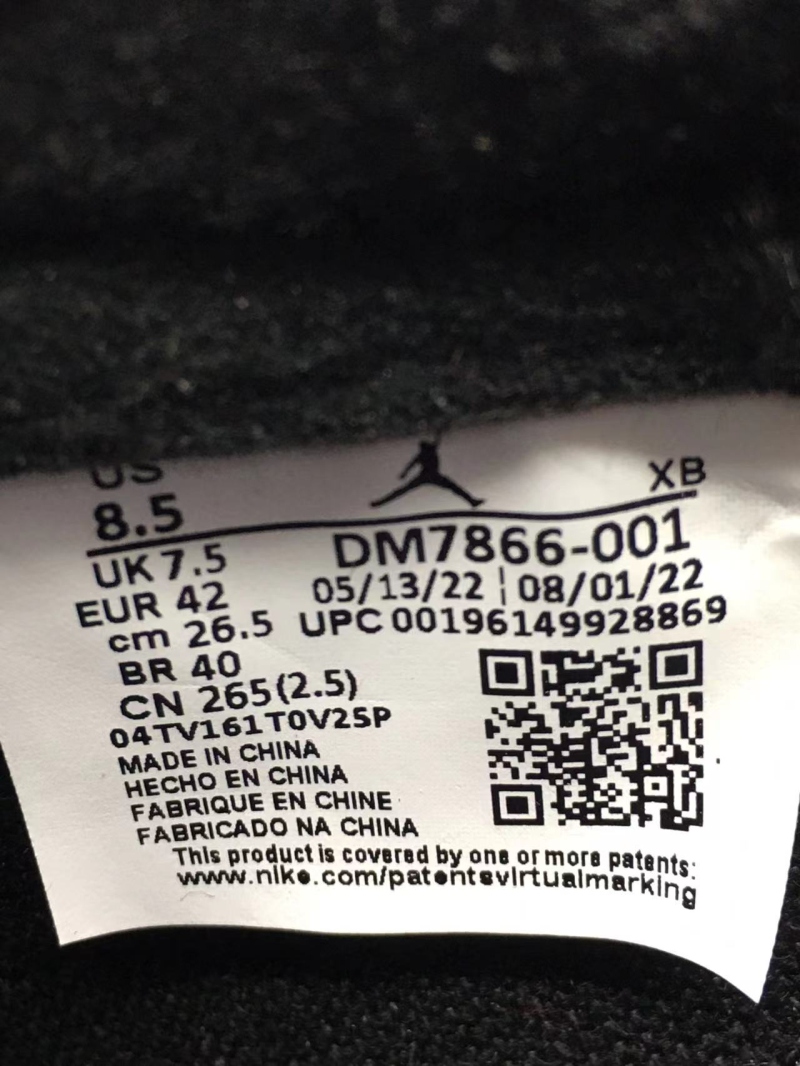 US
8.5
XB
UK 7.5
DM7866-001
EUR 42
05/13/22 | 08/01/22
cm 26.5
UPC 00196149928869
BR 40
CN 265(2.5)
04TV161T0V25P
MADE IN CHINA
HECHO EN CHINA
FABRIQUE EN CHINE
FABRICADO NA CHINA
This product is covered by one or more patents:
www.nike.com/patentsvirtualmarking